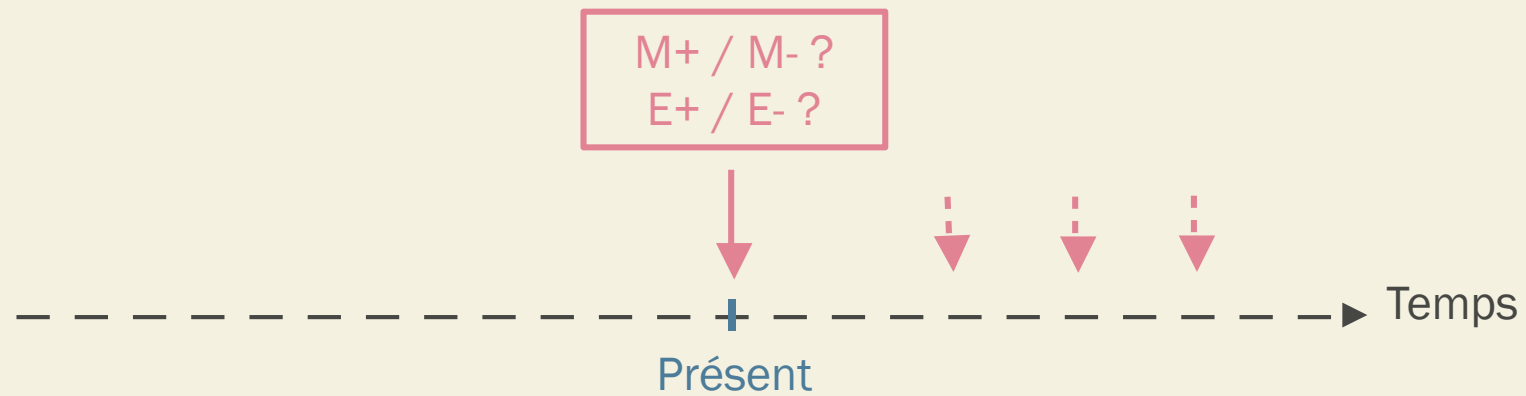 M+ / M- ?
E+ / E- ?
Temps
Présent